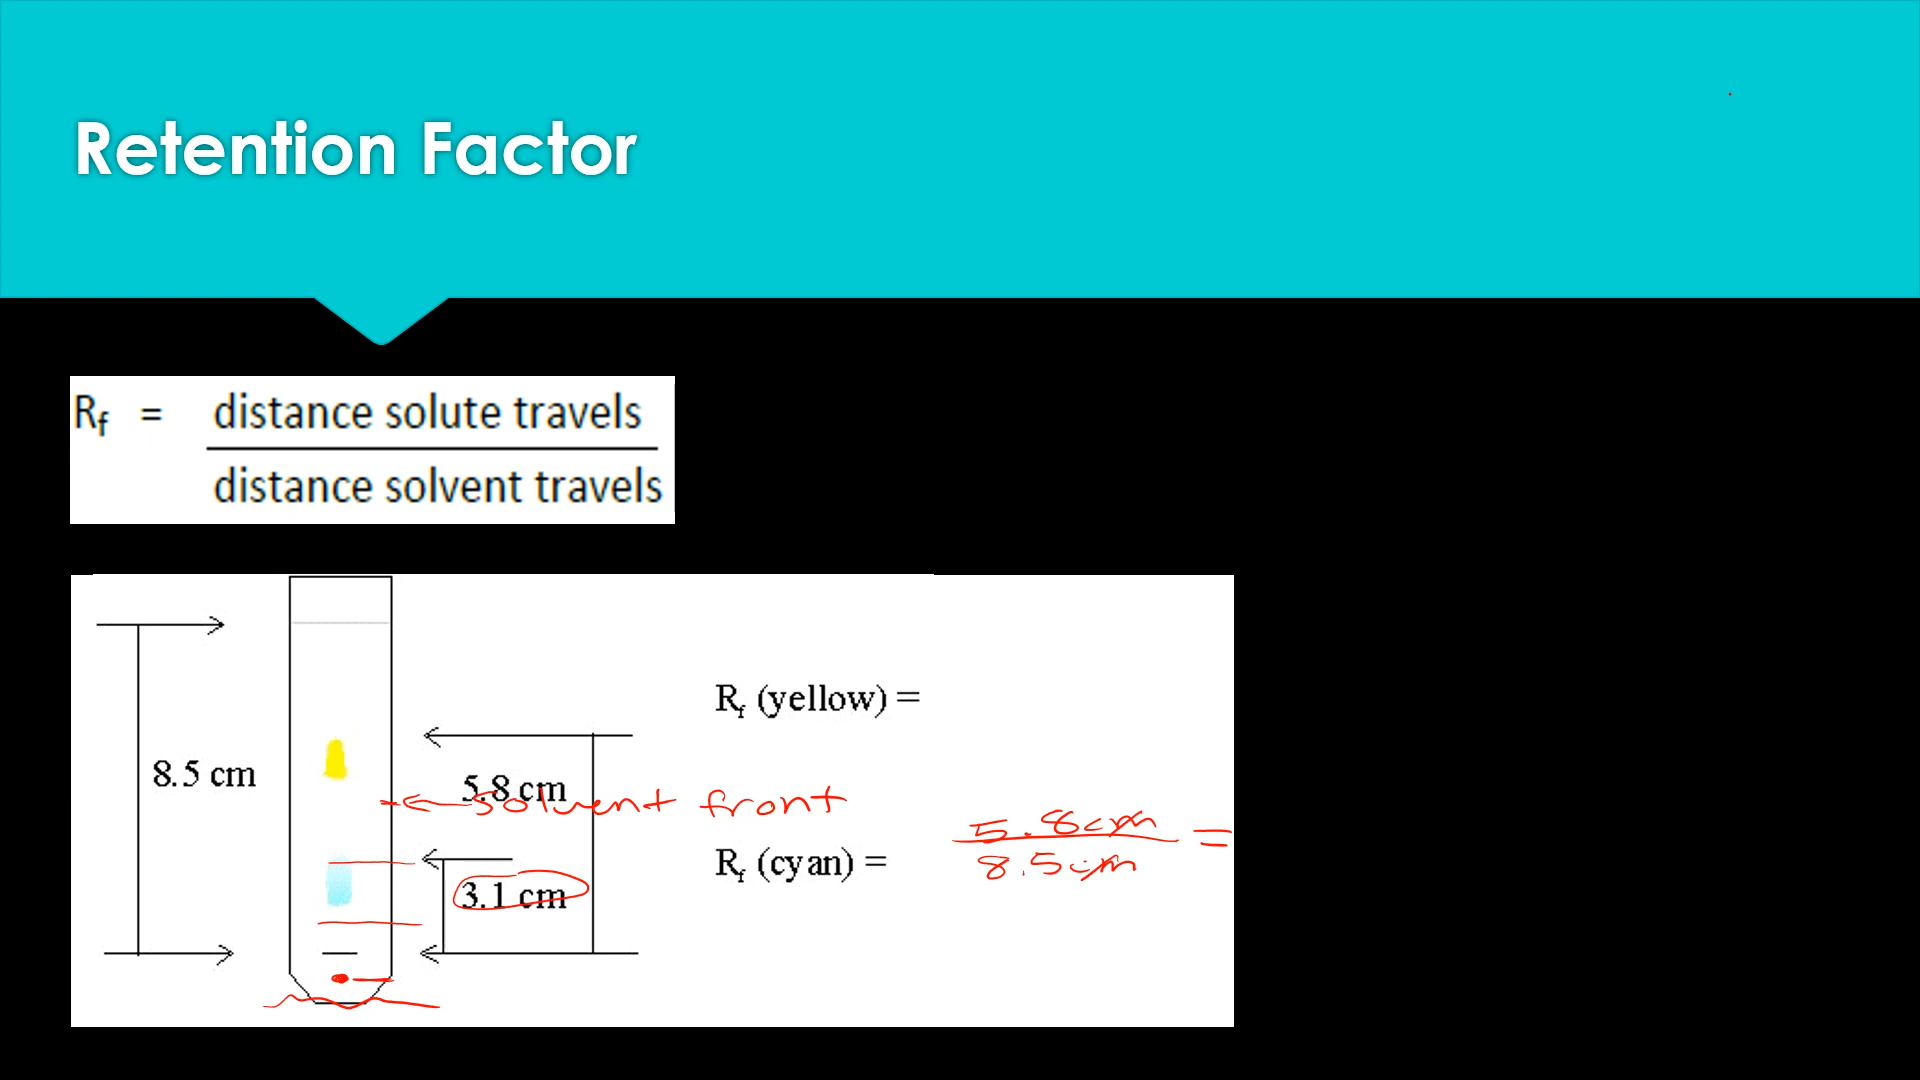 Retention Factor
Rf = distance solute travels
distance solvent travels
8.5 cm
5.8 cm
solvent front
3.1 cm
Rf (yellow) =
Rf (cyan) =
5.8cm =
8.5cm